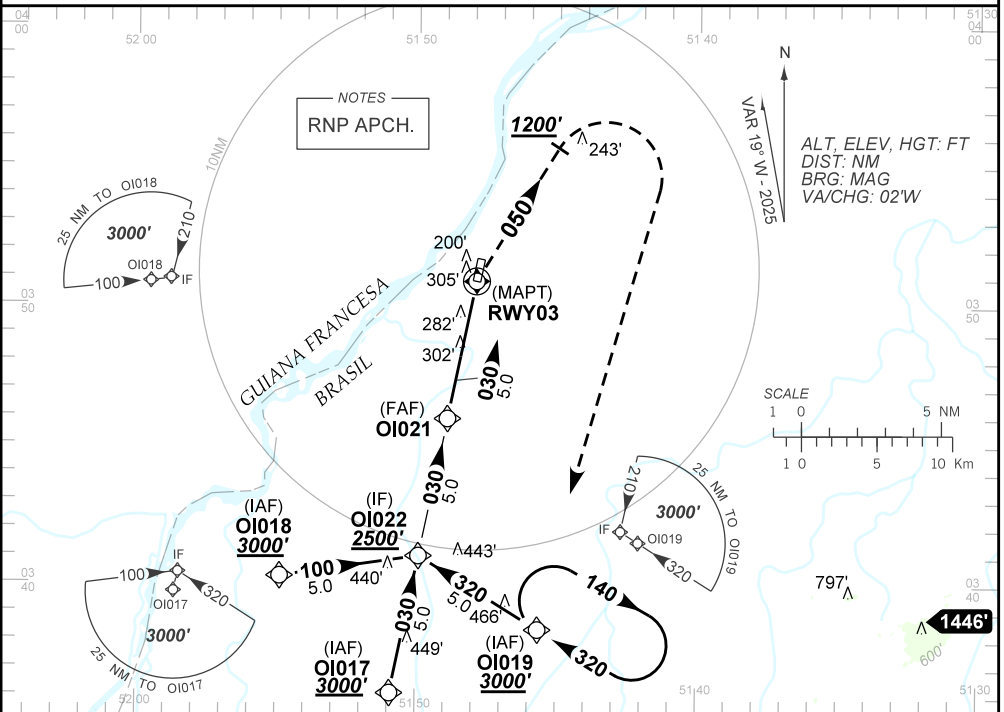 04 00
52 00
51 50
51 40
51 30
04 00
NOTES
RNP APCH.
10NM
1200'
243'
N
VAR 19° W - 2025
ALT, ELEV, HGT: FT
DIST: NM
BRG: MAG
VA/CHG: 02'W
25 NM TO OI018
3000'
210
OI018
IF
100
050
200'
305'
(MAPT)
RWY03
03 50
03 50
282'
302'
GUIANA FRANCESA
BRASIL
030
5.0
(FAF)
OI021
SCALE
1 0 5 NM
1 0 5 10 Km
030
5.0
(IAF)
OI018
3000'
(IF)
OI022
2500'
443'
100
5.0
440'
320
5.0
466'
210
3000'
25 NM TO OI019
IF
OI019
320
IF
100
320
OI017
3000'
25 NM TO OI017
03 40
03 40
030
5.0
449'
(IAF)
OI017
3000'
(IAF)
OI019
3000'
140
320
797'
1446'
600'
52 00
51 50
51 40
51 30